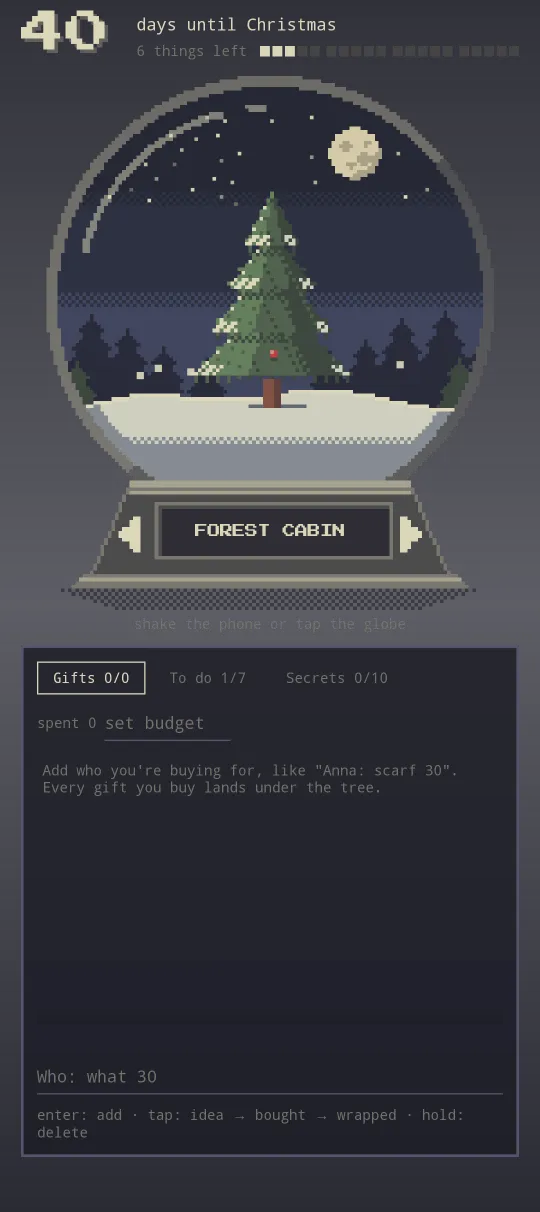 40
days until Christmas
6 things left
FOREST CABIN
shake the phone or tap the globe
Gifts 0/0 To do 1/7 Secrets 0/10
spent 0 set budget
Add who you're buying for, like "Anna: scarf 30".
Every gift you buy lands under the tree.
Who: what 30
enter: add · tap: idea → bought → wrapped · hold:
delete